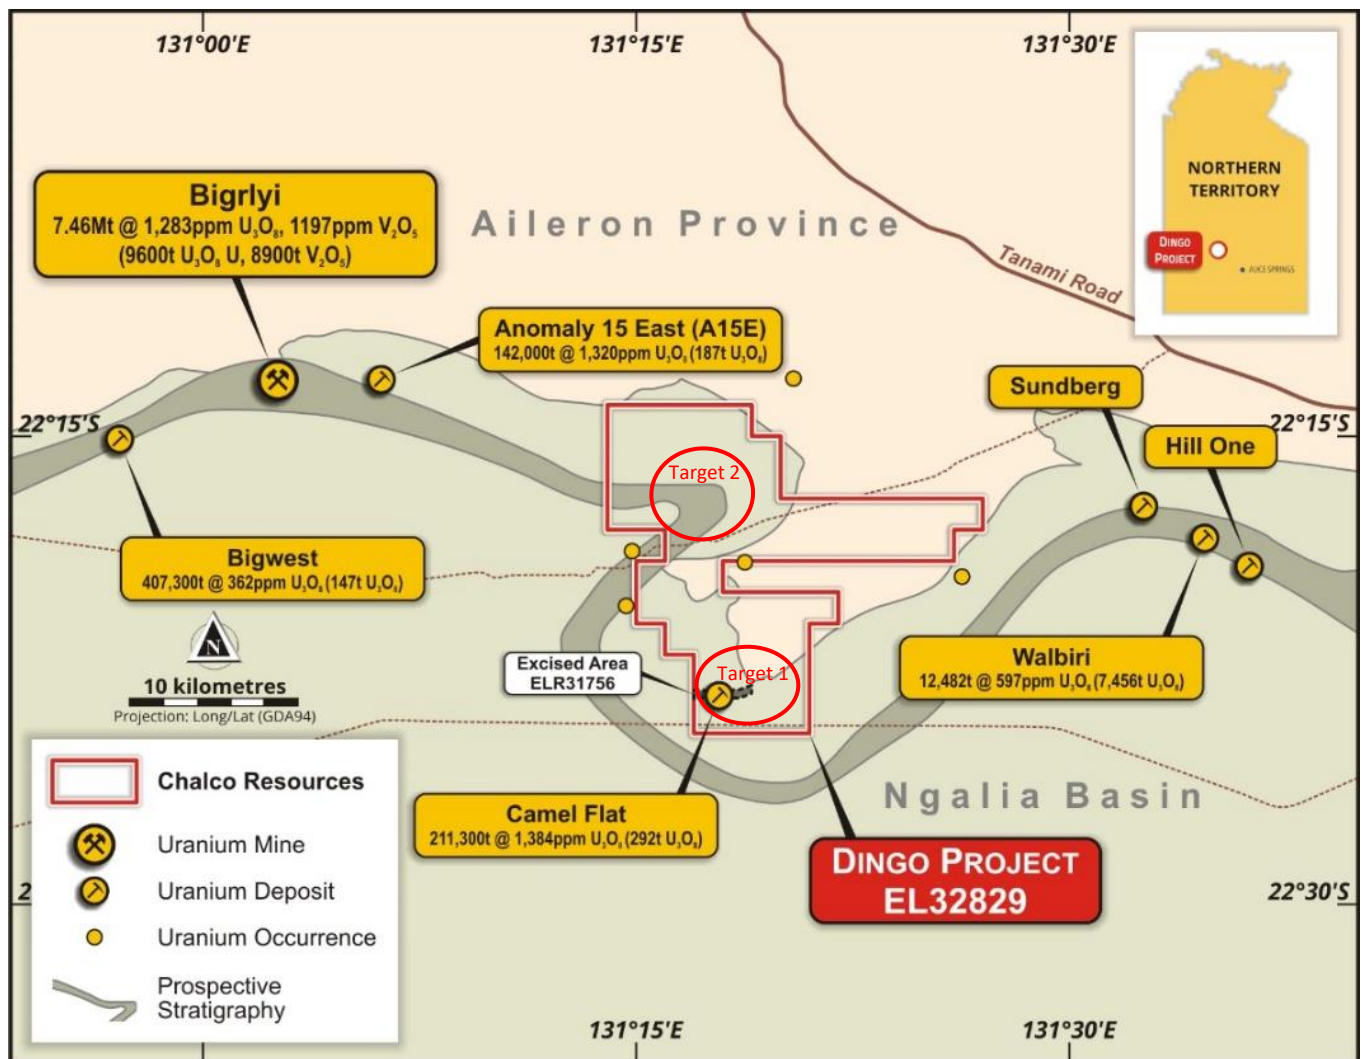 131°00'E
131°15'E
131°30'E
NORTHERN
TERRITORY
DINGO
PROJECT
ALICE SPRINGS
Bigrlyi
7.46Mt @ 1,283ppm U₃O₈, 1197ppm V₂O₅
(9600t U₃O₈ U, 8900t V₂O₅)
Aileron Province
Tanami Road
Anomaly 15 East (A15E)
142,000t @ 1,320ppm U₃O₈ (187t U₃O₈)
Sundberg
22°15'S
22°15'S
Hill One
Target 2
Bigwest
407,300t @ 362ppm U₃O₈ (147t U₃O₈)
N
10 kilometres
Projection: Long/Lat (GDA94)
Excised Area
ELR31756
Target 1
Walbiri
12,482t @ 597ppm U₃O₈ (7,456t U₃O₈)
Ngalia Basin
Camel Flat
211,300t @ 1,384ppm U₃O₈ (292t U₃O₈)
DINGO PROJECT
EL32829
Chalco Resources
Uranium Mine
Uranium Deposit
Uranium Occurrence
Prospective
Stratigraphy
2
22°30'S
131°15'E
131°30'E